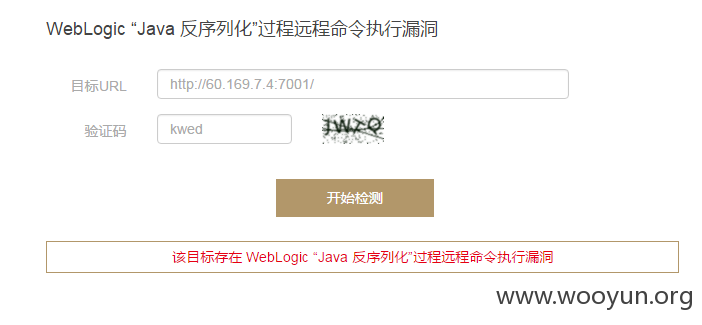 WebLogic “Java 反序列化”过程远程命令执行漏洞
目标URL http://60.169.7.4:7001/
验证码 kwed
开始检测
该目标存在 WebLogic “Java 反序列化”过程远程命令执行漏洞
www.wooyun.org